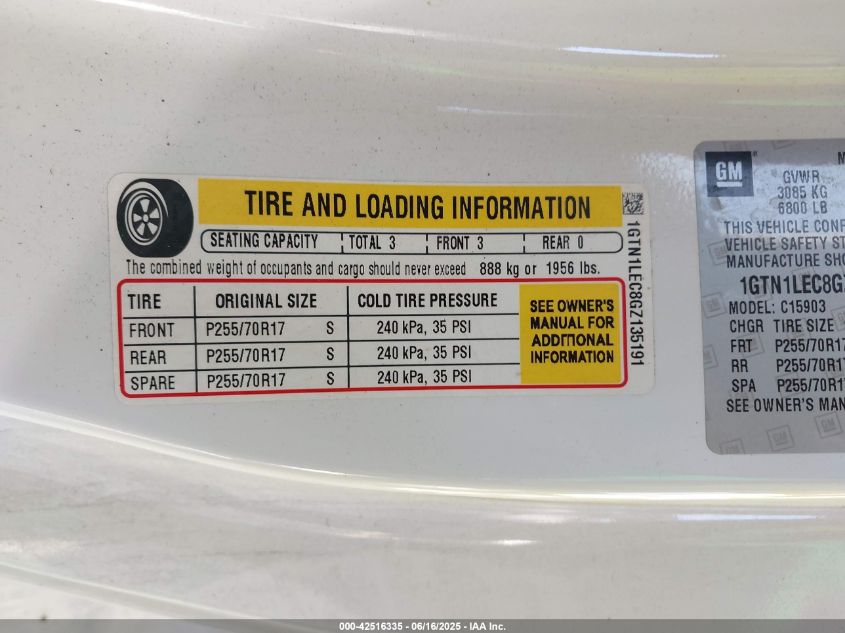 TIRE AND LOADING INFORMATION
SEATING CAPACITY TOTAL 3 FRONT 3 REAR 0
The combined weight of occupants and cargo should never exceed 888 kg or 1956 lbs.
TIRE ORIGINAL SIZE COLD TIRE PRESSURE
FRONT P255/70R17 S 240 kPa, 35 PSI
REAR P255/70R17 S 240 kPa, 35 PSI
SPARE P255/70R17 S 240 kPa, 35 PSI
SEE OWNER'S
MANUAL FOR
ADDITIONAL
INFORMATION
1GTN1LEC8GZ135191
GM
GVWR
3085 KG
6800 LB
THIS VEHICLE CONF
VEHICLE SAFETY ST
MANUFACTURE SHO
1GTN1LEC8GZ
MODEL: C15903
CHGR TIRE SIZE
FRT P255/70R17
RR P255/70R17
SPA P255/70R17
SEE OWNER'S MAN
000-42516335 - 06/16/2025 - IAA Inc.